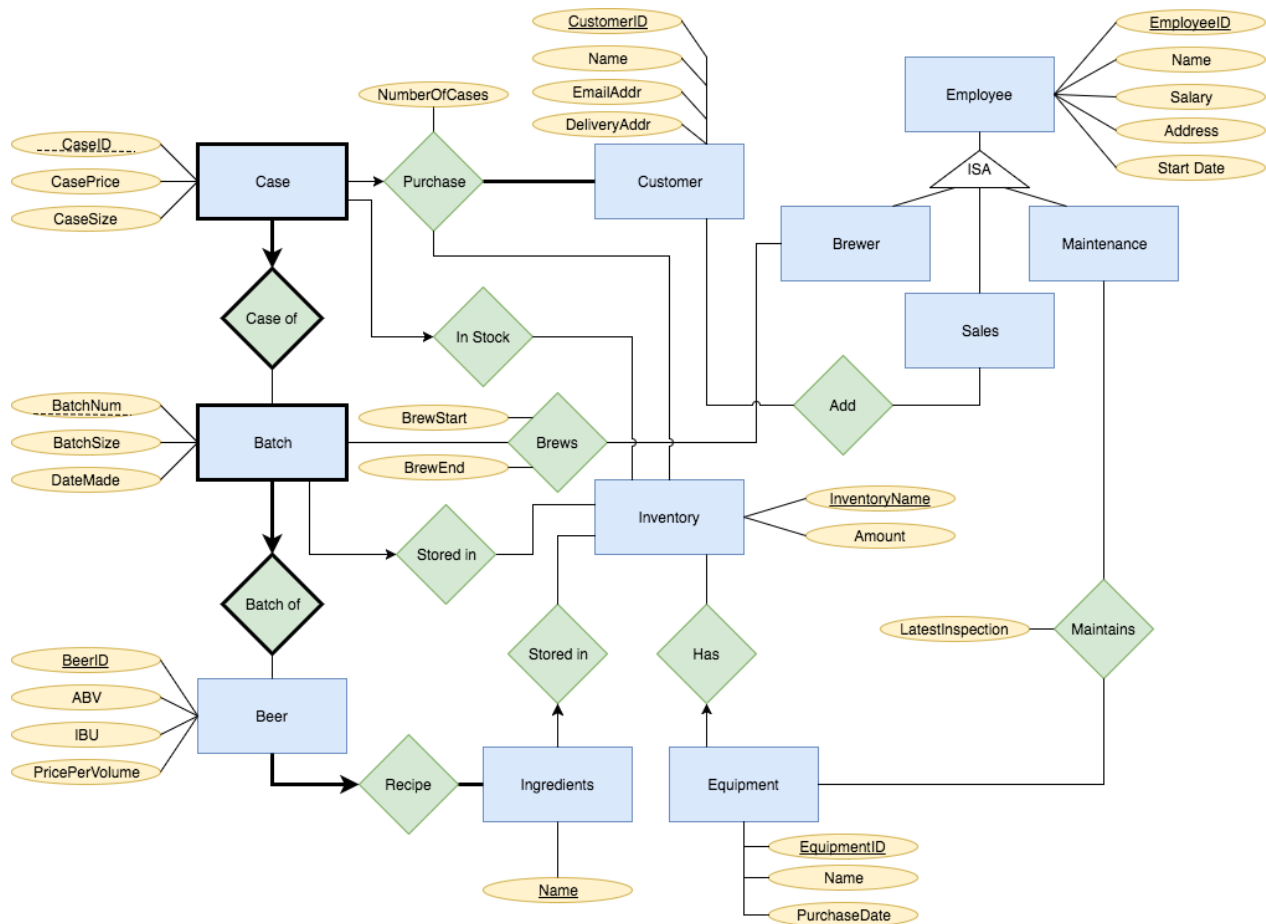 CustomerID
EmployeeID
Name
Name
NumberOfCases
EmailAddr
Employee
Salary
DeliveryAddr
Address
CaseID
Start Date
ISA
CasePrice
Case
Purchase
Customer
CaseSize
Brewer
Maintenance
Case of
In Stock
Sales
BatchNum
Add
BrewStart
BatchSize
Batch
Brews
BrewEnd
DateMade
InventoryName
Inventory
Amount
Stored in
Batch of
LatestInspection
Maintains
Stored in
Has
BeerID
ABV
Beer
IBU
PricePerVolume
Recipe
Ingredients
Equipment
EquipmentID
Name
Name
PurchaseDate